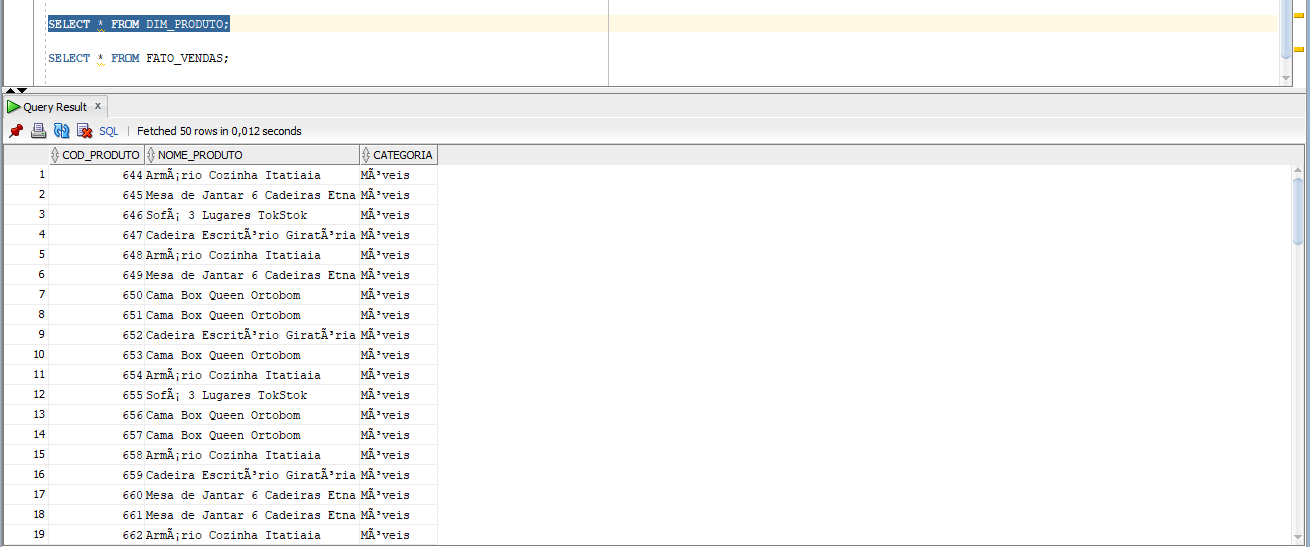 SELECT * FROM DIM_PRODUTO;
SELECT * FROM FATO_VENDAS;
Query Result x
SQL | Fetched 50 rows in 0,012 seconds
COD_PRODUTO NOME_PRODUTO CATEGORIA
1 644 ArmÃ¡rio Cozinha Itatiaia MÃ³veis
2 645 Mesa de Jantar 6 Cadeiras Etna MÃ³veis
3 646 SofÃ¡ 3 Lugares TokStok MÃ³veis
4 647 Cadeira EscritÃ³rio GiratÃ³ria MÃ³veis
5 648 ArmÃ¡rio Cozinha Itatiaia MÃ³veis
6 649 Mesa de Jantar 6 Cadeiras Etna MÃ³veis
7 650 Cama Box Queen Ortobom MÃ³veis
8 651 Cama Box Queen Ortobom MÃ³veis
9 652 Cadeira EscritÃ³rio GiratÃ³ria MÃ³veis
10 653 Cama Box Queen Ortobom MÃ³veis
11 654 ArmÃ¡rio Cozinha Itatiaia MÃ³veis
12 655 SofÃ¡ 3 Lugares TokStok MÃ³veis
13 656 Cama Box Queen Ortobom MÃ³veis
14 657 Cama Box Queen Ortobom MÃ³veis
15 658 ArmÃ¡rio Cozinha Itatiaia MÃ³veis
16 659 Cadeira EscritÃ³rio GiratÃ³ria MÃ³veis
17 660 Mesa de Jantar 6 Cadeiras Etna MÃ³veis
18 661 Mesa de Jantar 6 Cadeiras Etna MÃ³veis
19 662 ArmÃ¡rio Cozinha Itatiaia MÃ³veis